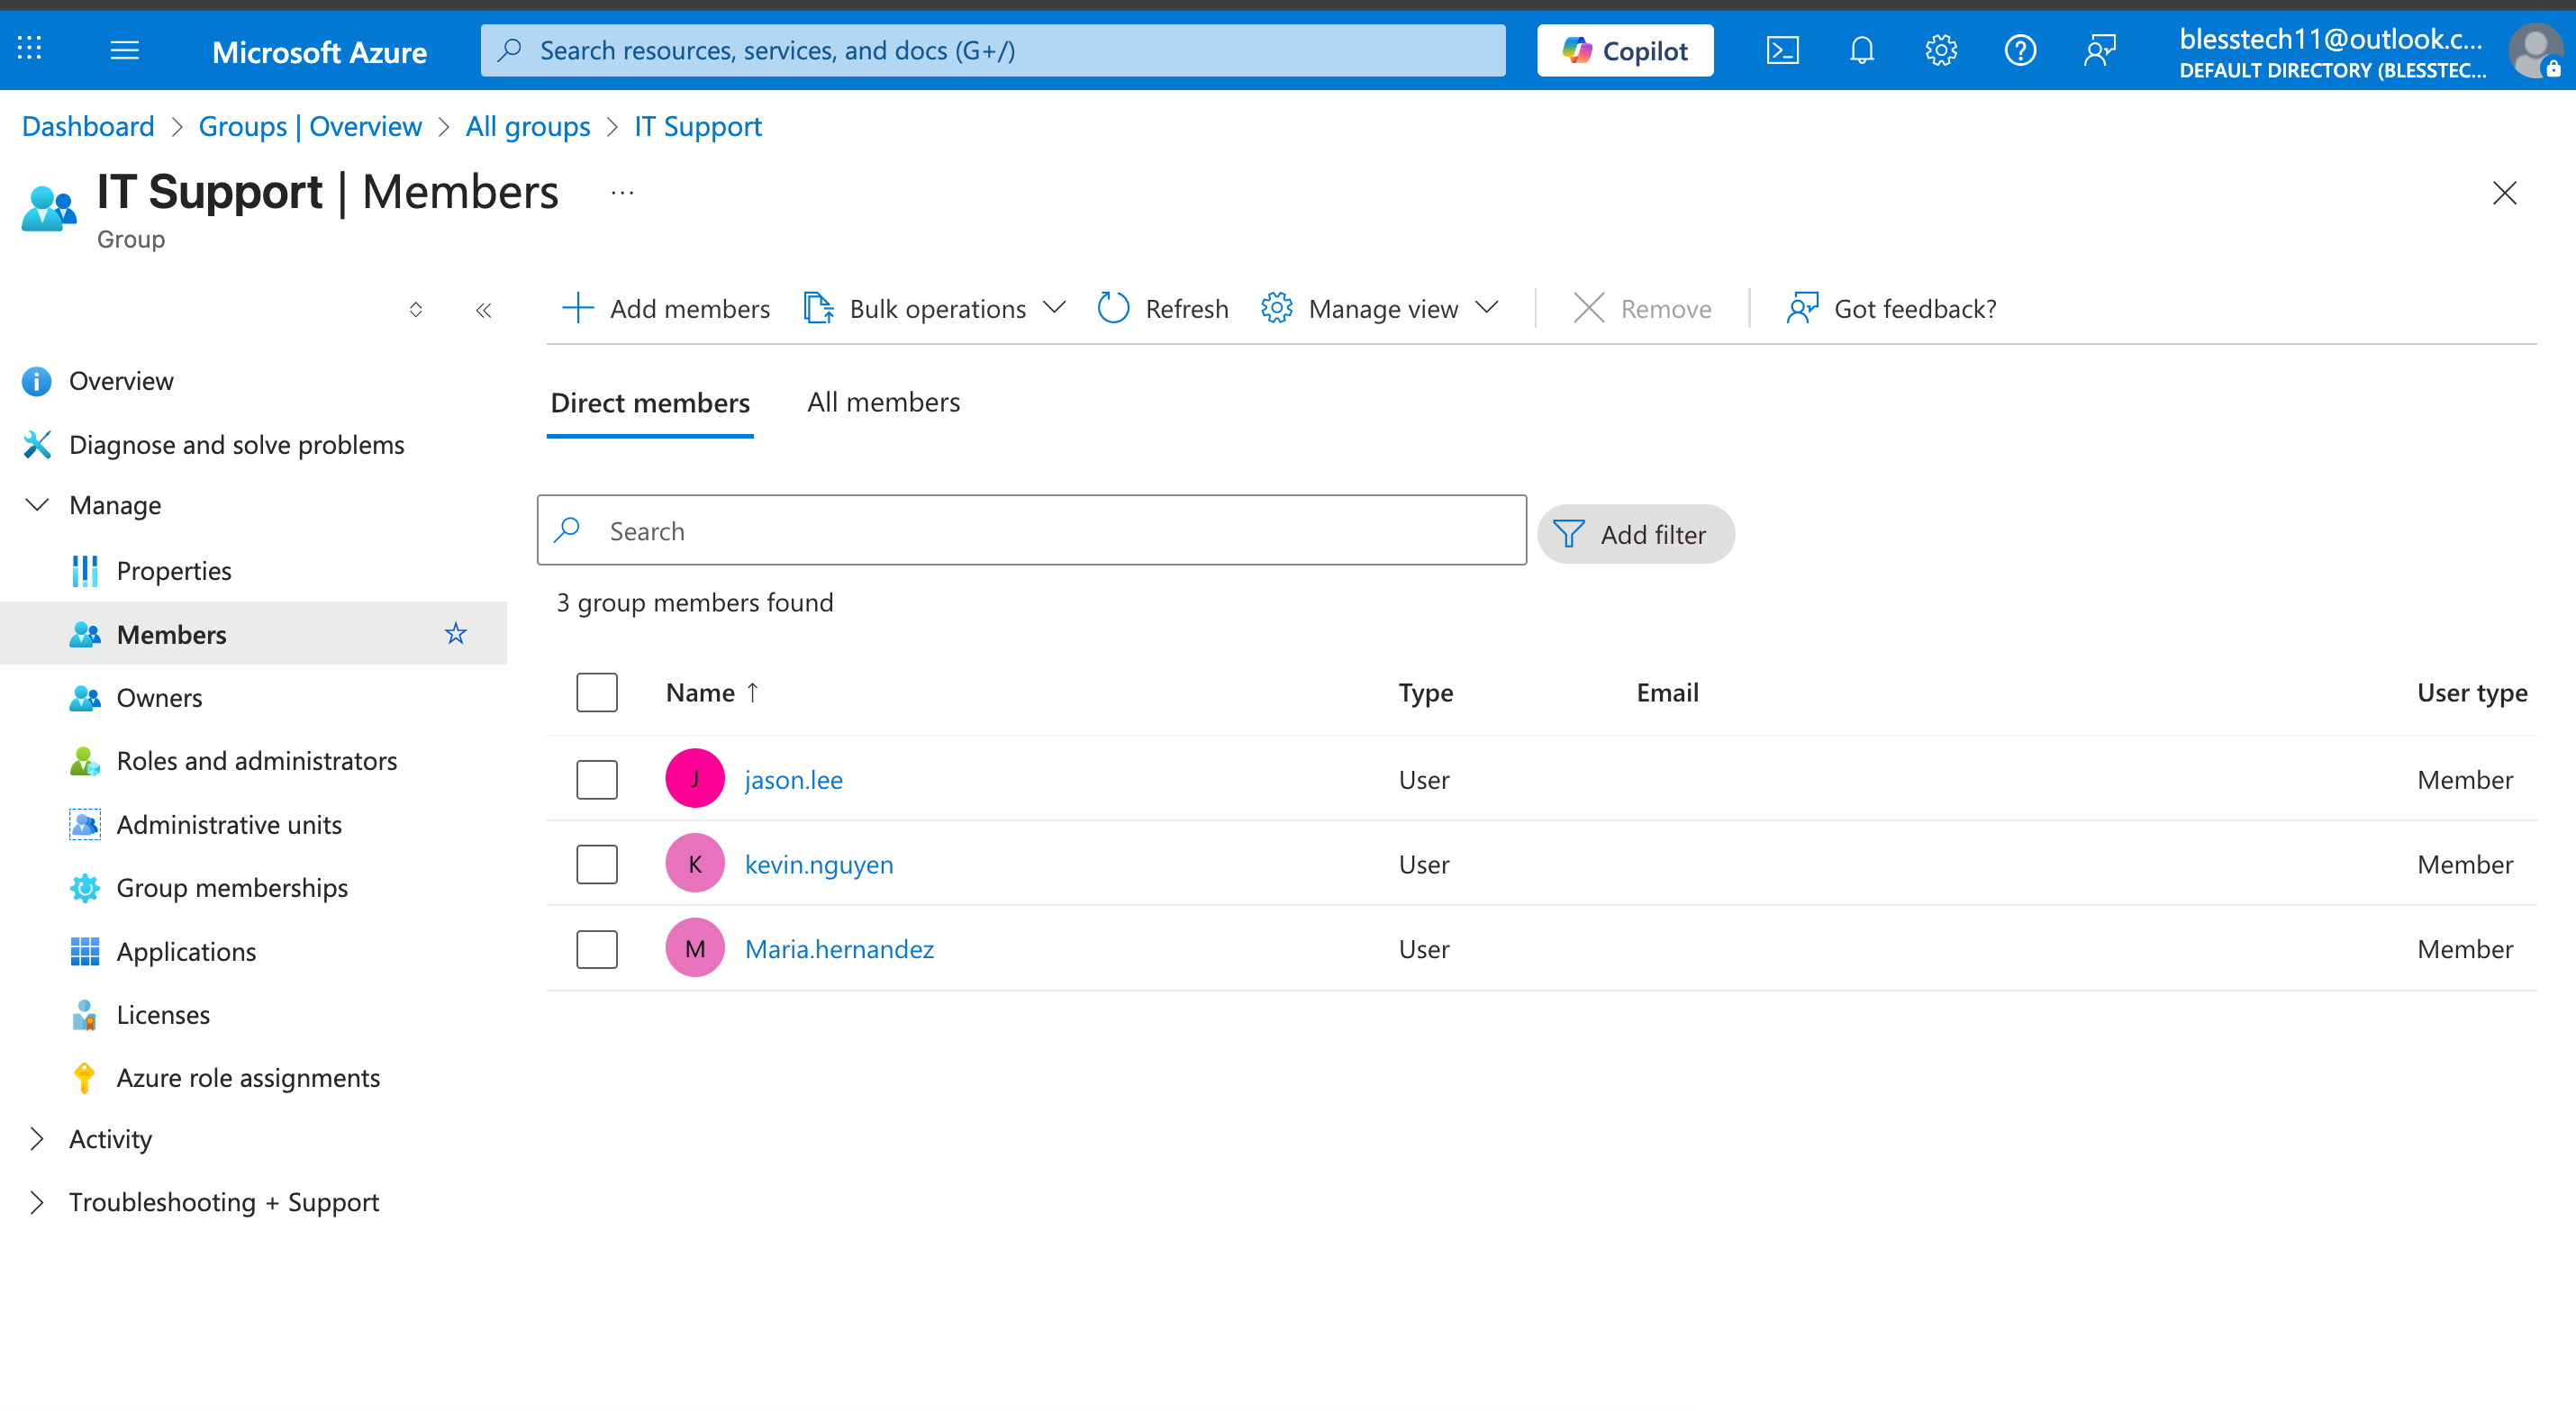 Microsoft Azure
Search resources, services, and docs (G+/)
Copilot
blesstech11@outlook.c...
DEFAULT DIRECTORY (BLESSTEC...
Dashboard > Groups | Overview > All groups > IT Support
IT Support | Members ...
Group
Add members
Bulk operations
Refresh
Manage view
Remove
Got feedback?
Overview
Diagnose and solve problems
Manage
Properties
Members
Owners
Roles and administrators
Administrative units
Group memberships
Applications
Licenses
Azure role assignments
Activity
Troubleshooting + Support
Direct members
All members
Search
Add filter
3 group members found
Name ↑ Type Email User type
J jason.lee User Member
K kevin.nguyen User Member
M Maria.hernandez User Member